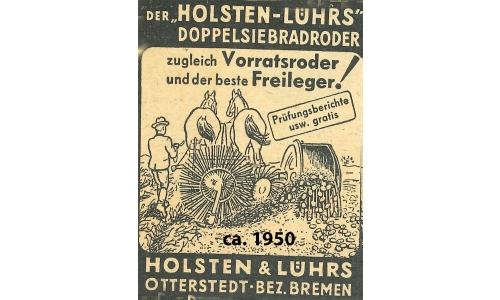 DER „HOLSTEN-LÜHRS"
DOPPELSIEBRADRODER
zugleich Vorratsroder
und der beste Freileger!
Prüfungsberichte
usw. gratis
ca. 1950
HOLSTEN & LÜHRS
OTTERSTEDT·BEZ. BREMEN